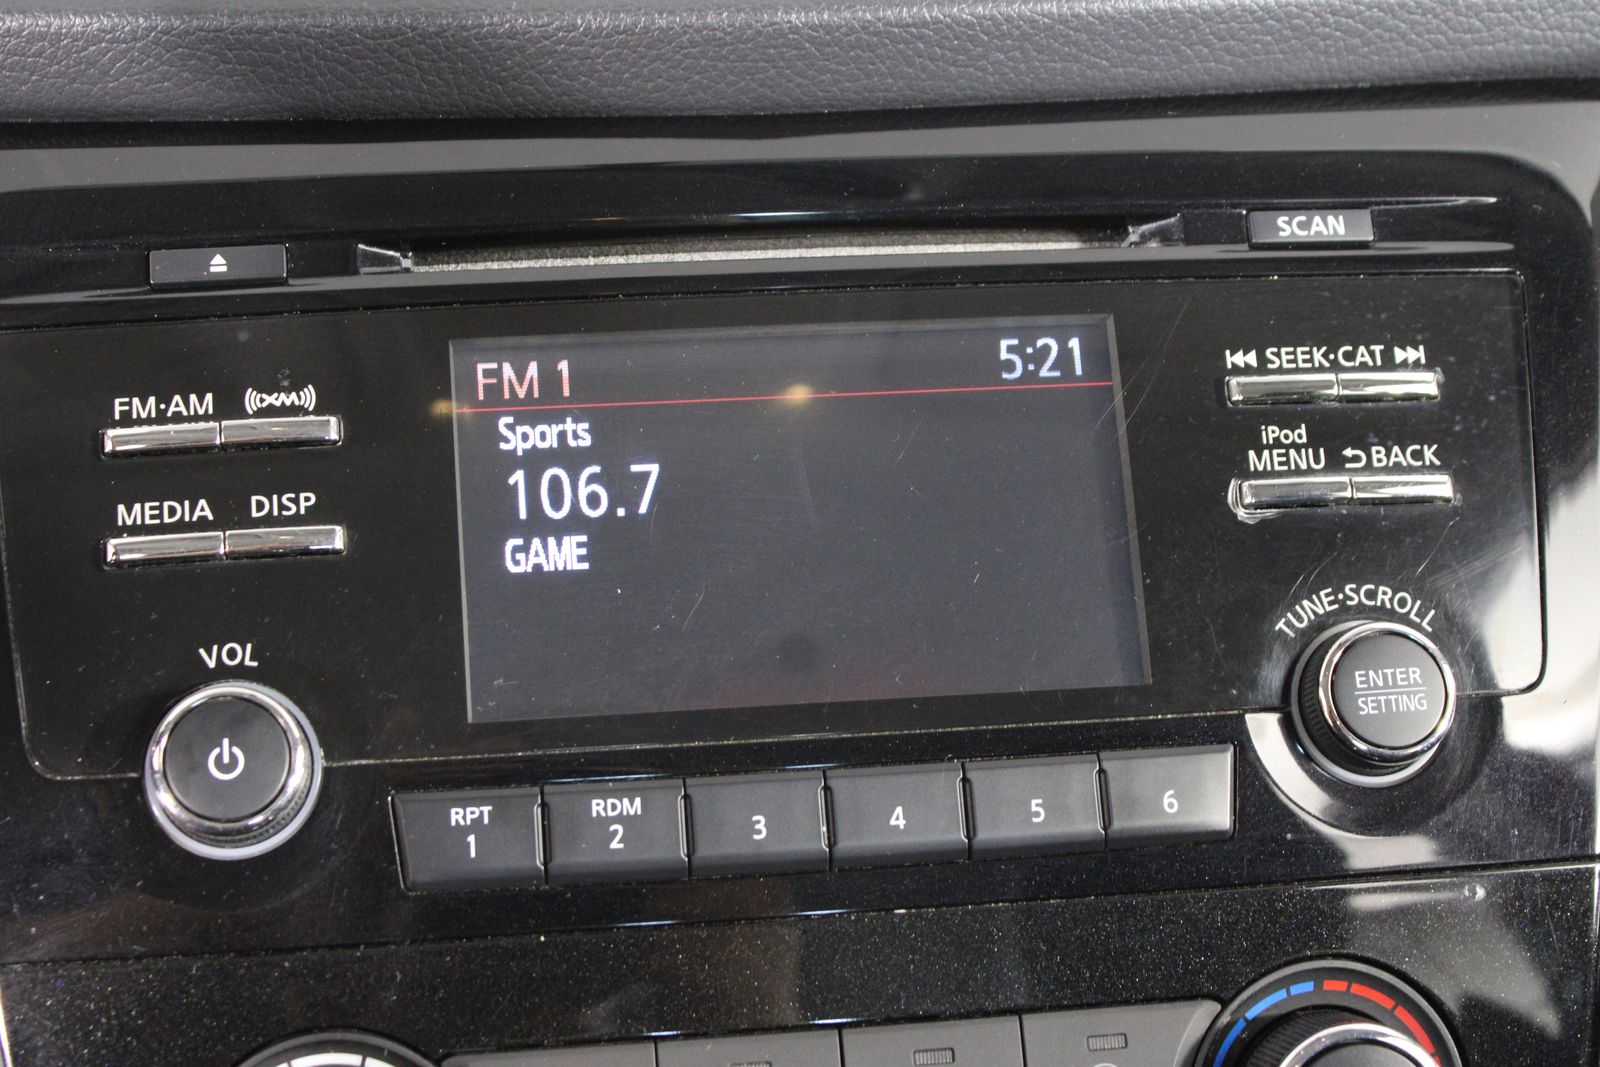 SCAN
FM 1 5:21
Sports
106.7
GAME
FM·AM ((XM))
MEDIA DISP
VOL
SEEK·CAT
iPod
MENU BACK
TUNE·SCROLL
ENTER
SETTING
RPT
1
RDM
2
3
4
5
6